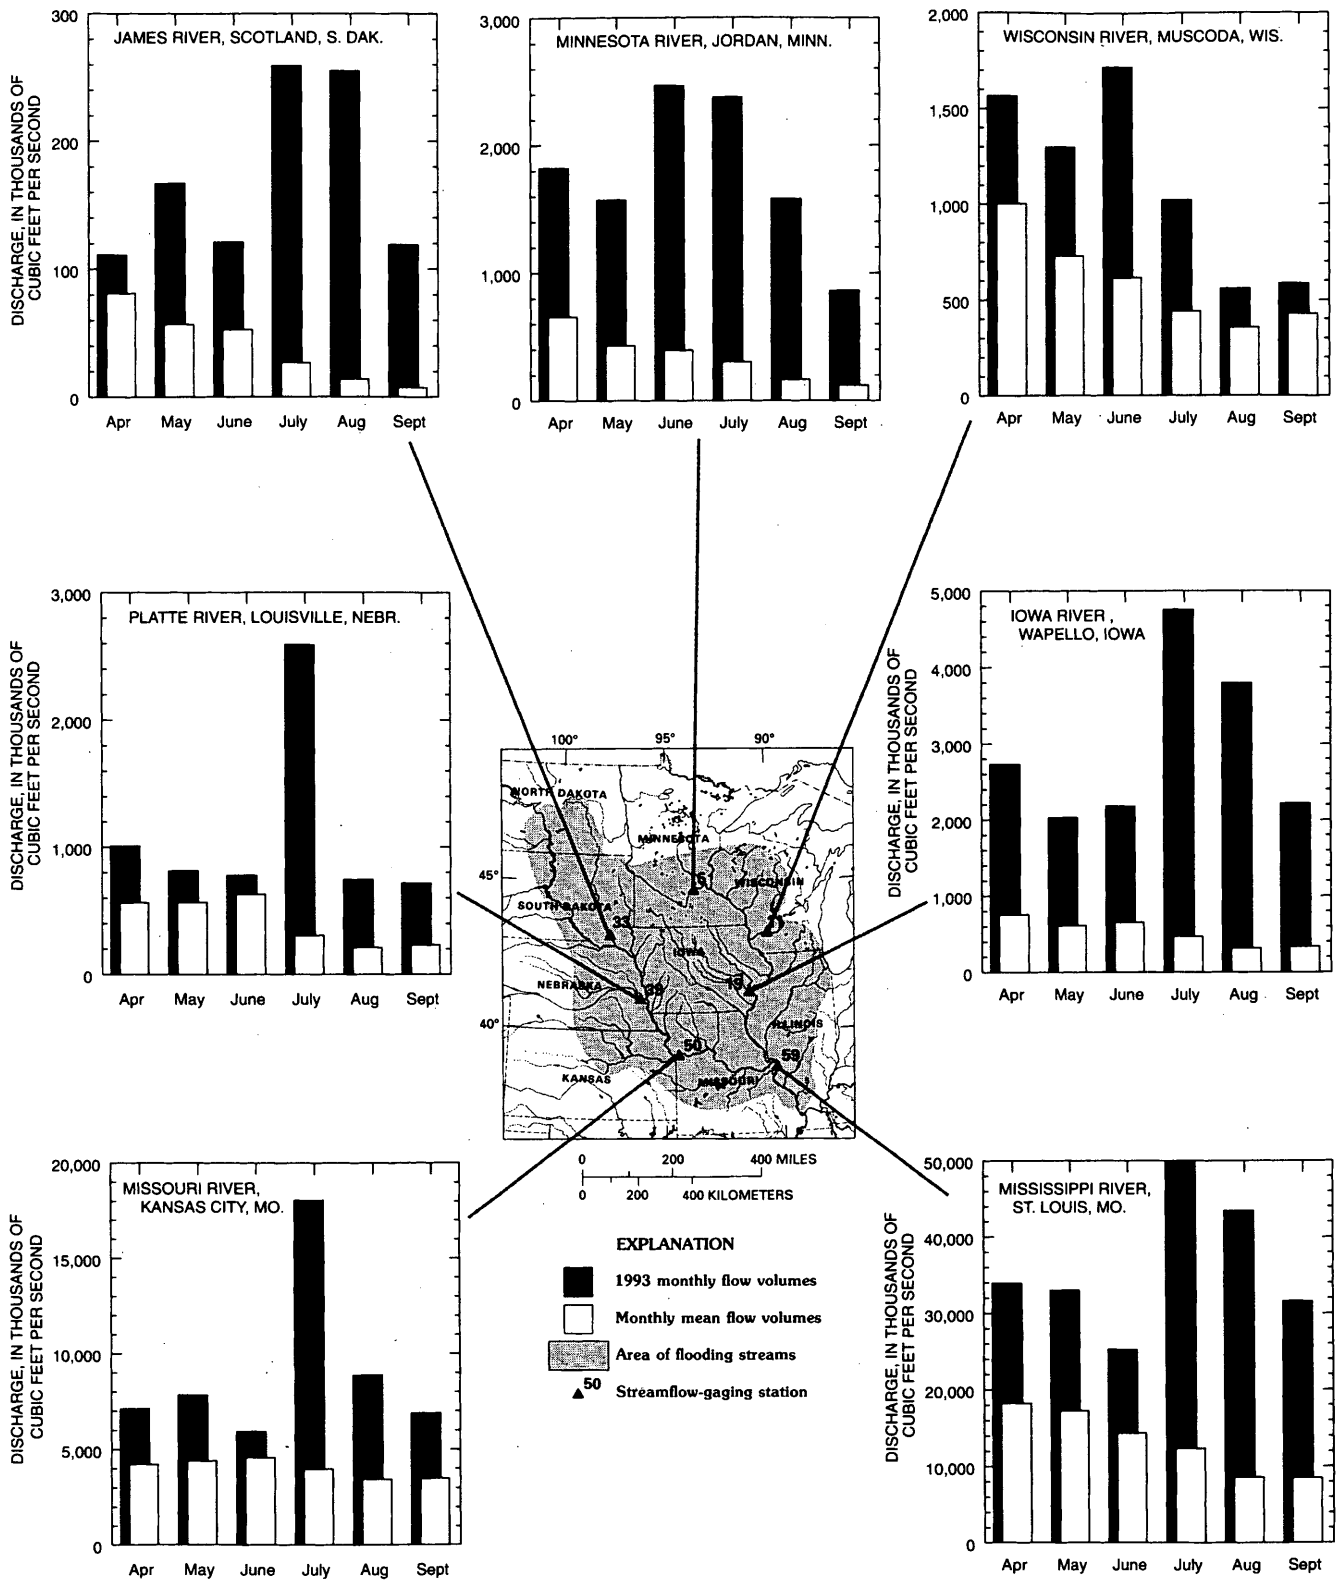 JAMES RIVER, SCOTLAND, S. DAK.
DISCHARGE, IN THOUSANDS OF
CUBIC FEET PER SECOND
300
200
100
0
Apr May June July Aug Sept
MINNESOTA RIVER, JORDAN, MINN.
3,000
2,000
1,000
0
Apr May June July Aug Sept
WISCONSIN RIVER, MUSCODA, WIS.
2,000
1,500
1,000
500
0
Apr May June July Aug Sept
PLATTE RIVER, LOUISVILLE, NEBR.
DISCHARGE, IN THOUSANDS OF
CUBIC FEET PER SECOND
3,000
2,000
1,000
0
Apr May June July Aug Sept
IOWA RIVER,
WAPELLO, IOWA
DISCHARGE, IN THOUSANDS OF
CUBIC FEET PER SECOND
5,000
4,000
3,000
2,000
1,000
0
Apr May June July Aug Sept
100° 95° 90°
NORTH DAKOTA
MINNESOTA
45°
5
WISCONSIN
SOUTH DAKOTA
33
IOWA
NEBRASKA
39
19
40°
ILLINOIS
50
59
KANSAS
MISSOURI
0 200 400 MILES
0 200 400 KILOMETERS
MISSOURI RIVER,
KANSAS CITY, MO.
DISCHARGE, IN THOUSANDS OF
CUBIC FEET PER SECOND
20,000
15,000
10,000
5,000
0
Apr May June July Aug Sept
EXPLANATION
1993 monthly flow volumes
Monthly mean flow volumes
Area of flooding streams
50 Streamflow-gaging station
MISSISSIPPI RIVER,
ST. LOUIS, MO.
DISCHARGE, IN THOUSANDS OF
CUBIC FEET PER SECOND
50,000
40,000
30,000
20,000
10,000
0
Apr May June July Aug Sept